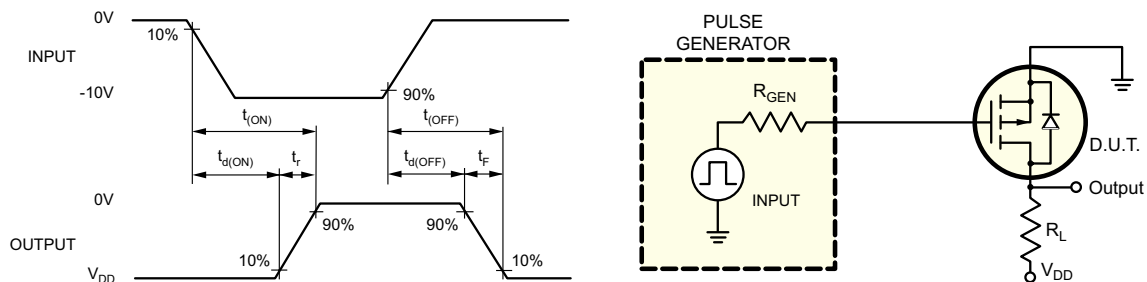 0V
10%
INPUT
-10V
90%
t(ON)
t(OFF)
td(ON)
tr
td(OFF)
tF
0V
90%
90%
OUTPUT
10%
10%
VDD
PULSE
GENERATOR
RGEN
INPUT
D.U.T.
Output
RL
VDD